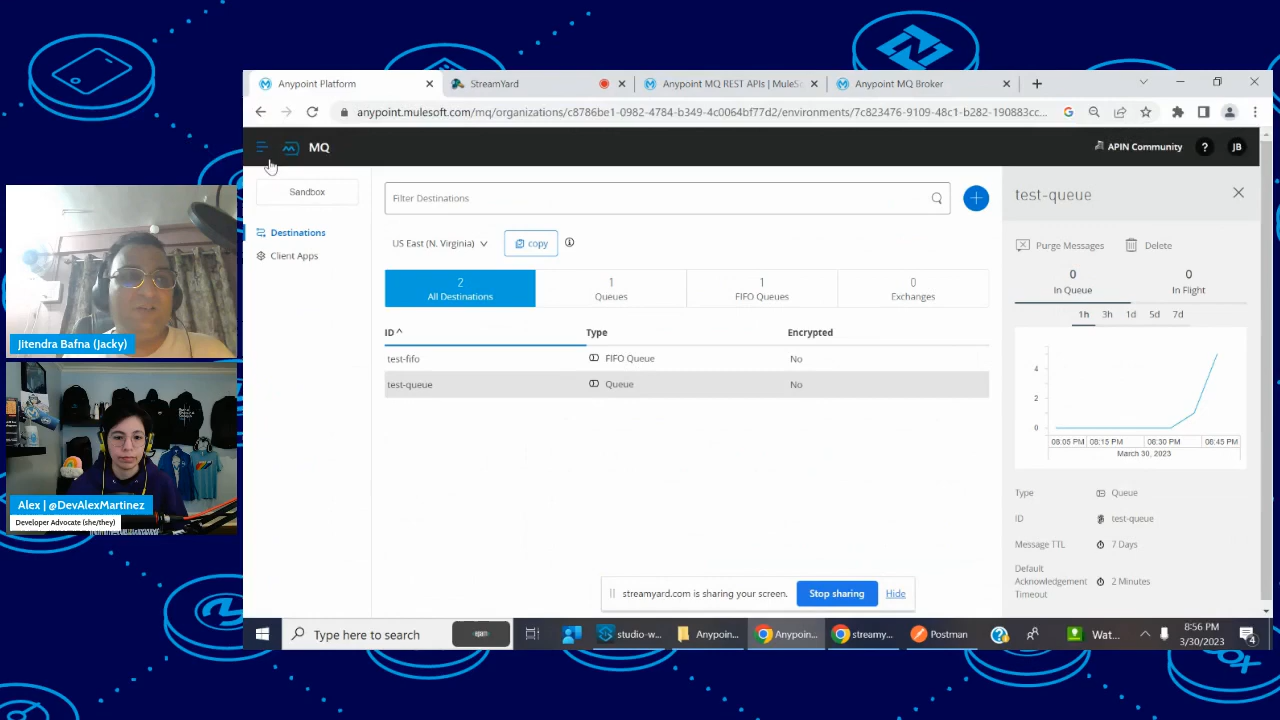 Anypoint Platform
StreamYard
Anypoint MQ REST APIs | MuleS
Anypoint MQ Broker
anypoint.mulesoft.com/mq/organizations/c8786be1-0982-4784-b349-4c0064bf77d2/environments/7c823476-9109-48c1-b282-190883cc...
MQ
APIN Community
?
JB
Sandbox
Destinations
Client Apps
Filter Destinations
US East (N. Virginia)
copy
2
All Destinations
1
Queues
1
FIFO Queues
0
Exchanges
ID
Type
Encrypted
test-fifo
FIFO Queue
No
test-queue
Queue
No
test-queue
Purge Messages
Delete
0
In Queue
0
In Flight
1h 3h 1d 5d 7d
4
2
0
08:05 PM 08:15 PM 08:30 PM 08:45 PM
March 30, 2023
Type
Queue
ID
test-queue
Message TTL
7 Days
Default
Acknowledgement
Timeout
2 Minutes
streamyard.com is sharing your screen.
Stop sharing
Hide
Type here to search
studio-w...
Anypoin...
Anypoin...
streamy...
Postman
Wat...
8:56 PM
3/30/2023
4
Jitendra Bafna (Jacky)
Alex | @DevAlexMartinez
Developer Advocate (she/they)